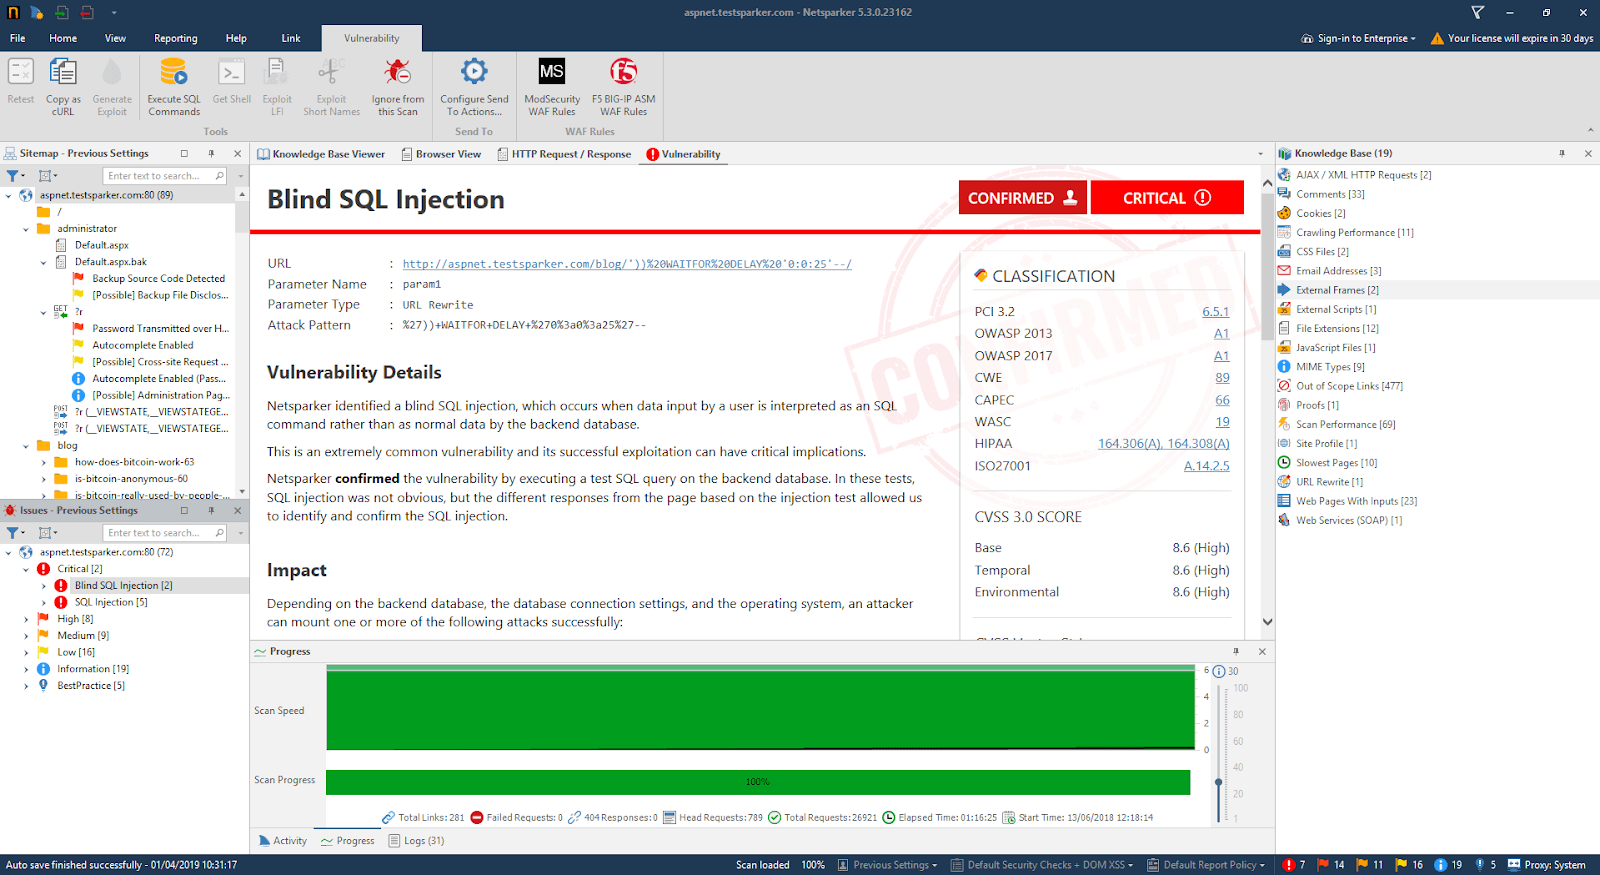 aspnet.testsparker.com - Netsparker 5.3.0.23162
File Home View Reporting Help Link Vulnerability
Sign-in to Enterprise
Your license will expire in 30 days
Retest
Copy as cURL
Generate Exploit
Execute SQL Commands
Get Shell
Exploit LFI
Exploit Short Names
Ignore from this Scan
Configure Send To Actions...
MS
ModSecurity WAF Rules
f5
F5 BIG-IP ASM WAF Rules
Tools
Send To
WAF Rules
Sitemap - Previous Settings
Enter text to search...
aspnet.testsparker.com:80 (89)
/
administrator
Default.aspx
Default.aspx.bak
Backup Source Code Detected
[Possible] Backup File Disclos...
GET ?r
Password Transmitted over H...
Autocomplete Enabled
[Possible] Cross-site Request ...
Autocomplete Enabled (Pass...
[Possible] Administration Pag...
POST ?r (__VIEWSTATE,__VIEWSTATEGE...
POST ?r (__VIEWSTATE,__VIEWSTATEGE...
blog
how-does-bitcoin-work-63
is-bitcoin-anonymous-60
is-bitcoin-really-used-by-people-...
Issues - Previous Settings
Enter text to search...
aspnet.testsparker.com:80 (72)
Critical [2]
Blind SQL Injection [2]
SQL Injection [5]
High [8]
Medium [9]
Low [16]
Information [19]
BestPractice [5]
Knowledge Base Viewer
Browser View
HTTP Request / Response
Vulnerability
Blind SQL Injection
CONFIRMED
CRITICAL
CONFIRMED
URL : http://aspnet.testsparker.com/blog/'))%20WAITFOR%20DELAY%20'0:0:25'--/
Parameter Name : param1
Parameter Type : URL Rewrite
Attack Pattern : %27))+WAITFOR+DELAY+%270%3a0%3a25%27--
Vulnerability Details
Netsparker identified a blind SQL injection, which occurs when data input by a user is interpreted as an SQL
command rather than as normal data by the backend database.
This is an extremely common vulnerability and its successful exploitation can have critical implications.
Netsparker confirmed the vulnerability by executing a test SQL query on the backend database. In these tests,
SQL injection was not obvious, but the different responses from the page based on the injection test allowed us
to identify and confirm the SQL injection.
Impact
Depending on the backend database, the database connection settings, and the operating system, an attacker
can mount one or more of the following attacks successfully:
CLASSIFICATION
PCI 3.2 6.5.1
OWASP 2013 A1
OWASP 2017 A1
CWE 89
CAPEC 66
WASC 19
HIPAA 164.306(A), 164.308(A)
ISO27001 A.14.2.5
CVSS 3.0 SCORE
Base 8.6 (High)
Temporal 8.6 (High)
Environmental 8.6 (High)
Progress
Scan Speed
6
4
2
0
30
100
80
60
40
20
1
Scan Progress
100%
Total Links: 281 Failed Requests: 0 404 Responses: 0 Head Requests: 789 Total Requests: 26921 Elapsed Time: 01:16:25 Start Time: 13/06/2018 12:18:14
Activity Progress Logs (31)
Knowledge Base (19)
AJAX / XML HTTP Requests [2]
Comments [33]
Cookies [2]
Crawling Performance [11]
CSS Files [2]
Email Addresses [3]
External Frames [2]
External Scripts [1]
File Extensions [12]
JavaScript Files [1]
MIME Types [9]
Out of Scope Links [477]
Proofs [1]
Scan Performance [69]
Site Profile [1]
Slowest Pages [10]
URL Rewrite [1]
Web Pages With Inputs [23]
Web Services (SOAP) [1]
Auto save finished successfully - 01/04/2019 10:31:17
Scan loaded 100% Previous Settings Default Security Checks + DOM XSS Default Report Policy 7 14 11 16 19 5 Proxy: System